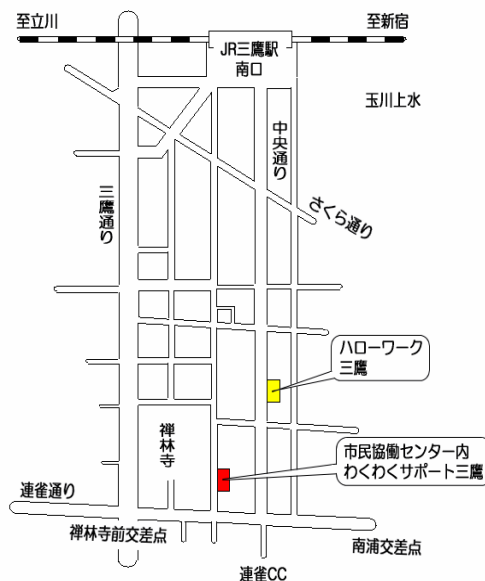 至立川
至新宿
JR三鷹駅
南口
玉川上水
中央通り
三鷹通り
さくら通り
ハローワーク
三鷹
禅林寺
市民協働センター内
わくわくサポート三鷹
連雀通り
禅林寺前交差点
南浦交差点
連雀CC